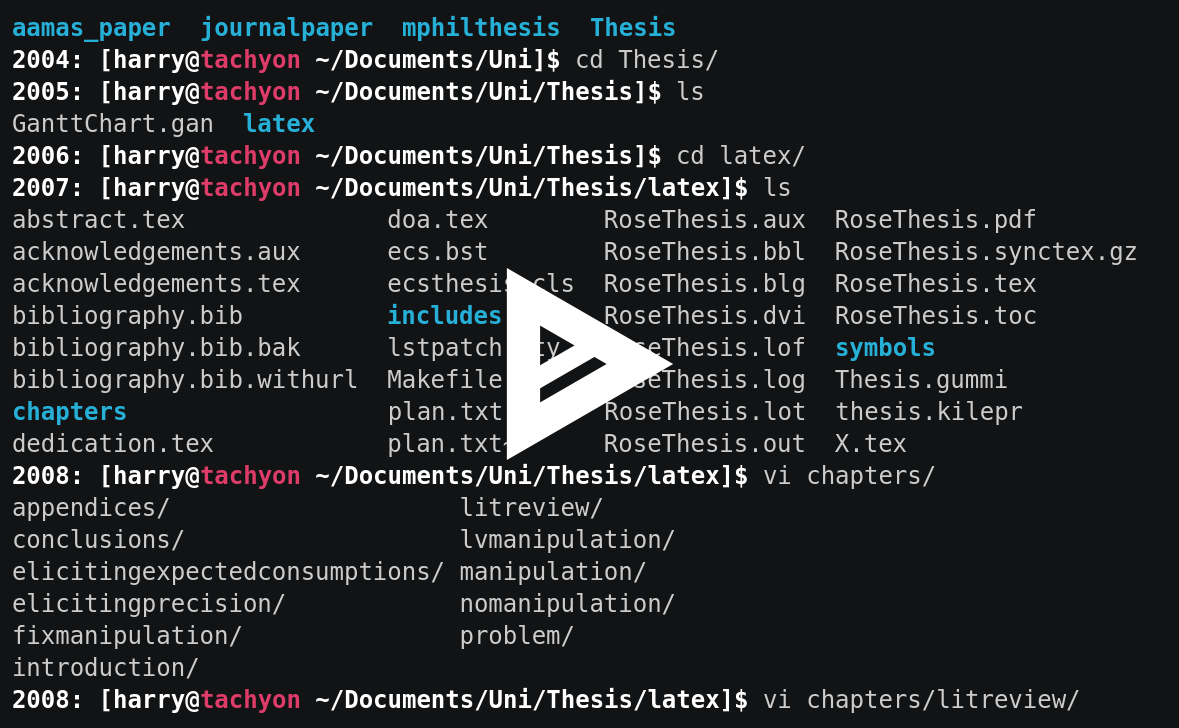 aamas_paper  journalpaper  mphilthesis  Thesis
2004: [harry@tachyon ~/Documents/Uni]$ cd Thesis/
2005: [harry@tachyon ~/Documents/Uni/Thesis]$ ls
GanttChart.gan  latex
2006: [harry@tachyon ~/Documents/Uni/Thesis]$ cd latex/
2007: [harry@tachyon ~/Documents/Uni/Thesis/latex]$ ls
abstract.tex              doa.tex        RoseThesis.aux  RoseThesis.pdf
acknowledgements.aux      ecs.bst        RoseThesis.bbl  RoseThesis.synctex.gz
acknowledgements.tex      ecsthesis.cls  RoseThesis.blg  RoseThesis.tex
bibliography.bib          includes       RoseThesis.dvi  RoseThesis.toc
bibliography.bib.bak      lstpatch.sty   RoseThesis.lof  symbols
bibliography.bib.withurl  Makefile       RoseThesis.log  Thesis.gummi
chapters                  plan.txt       RoseThesis.lot  thesis.kilepr
dedication.tex            plan.txt~      RoseThesis.out  X.tex
2008: [harry@tachyon ~/Documents/Uni/Thesis/latex]$ vi chapters/
appendices/                    litreview/
conclusions/                   lvmanipulation/
elicitingexpectedconsumptions/ manipulation/
elicitingprecision/            nomanipulation/
fixmanipulation/               problem/
introduction/
2008: [harry@tachyon ~/Documents/Uni/Thesis/latex]$ vi chapters/litreview/